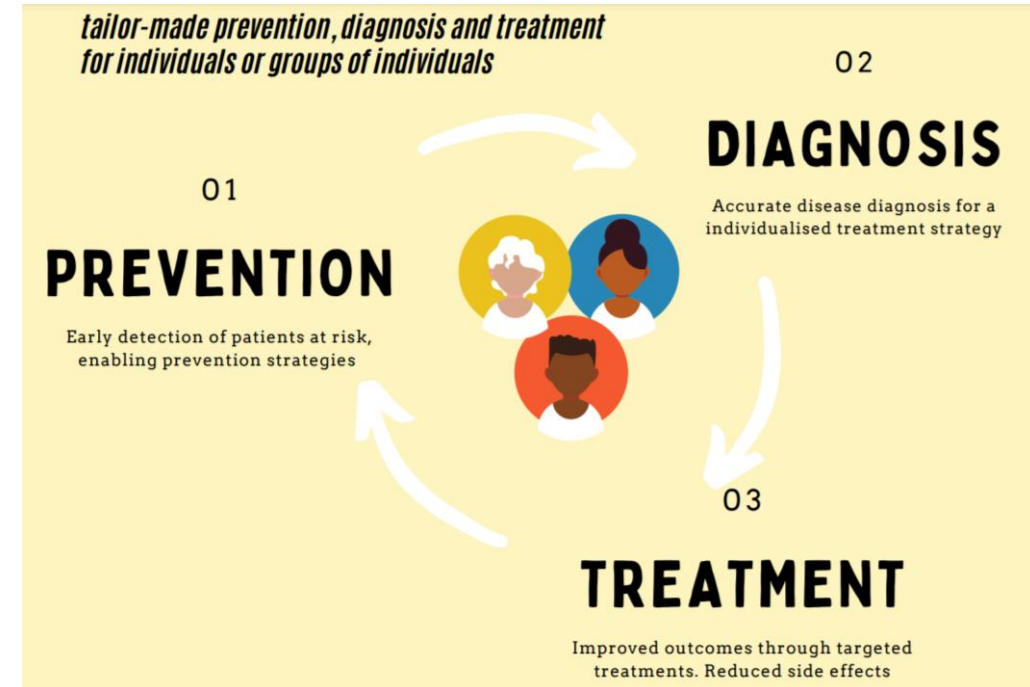 tailor-made prevention, diagnosis and treatment
for individuals or groups of individuals
01
PREVENTION
Early detection of patients at risk,
enabling prevention strategies
02
DIAGNOSIS
Accurate disease diagnosis for a
individualised treatment strategy
03
TREATMENT
Improved outcomes through targeted
treatments. Reduced side effects